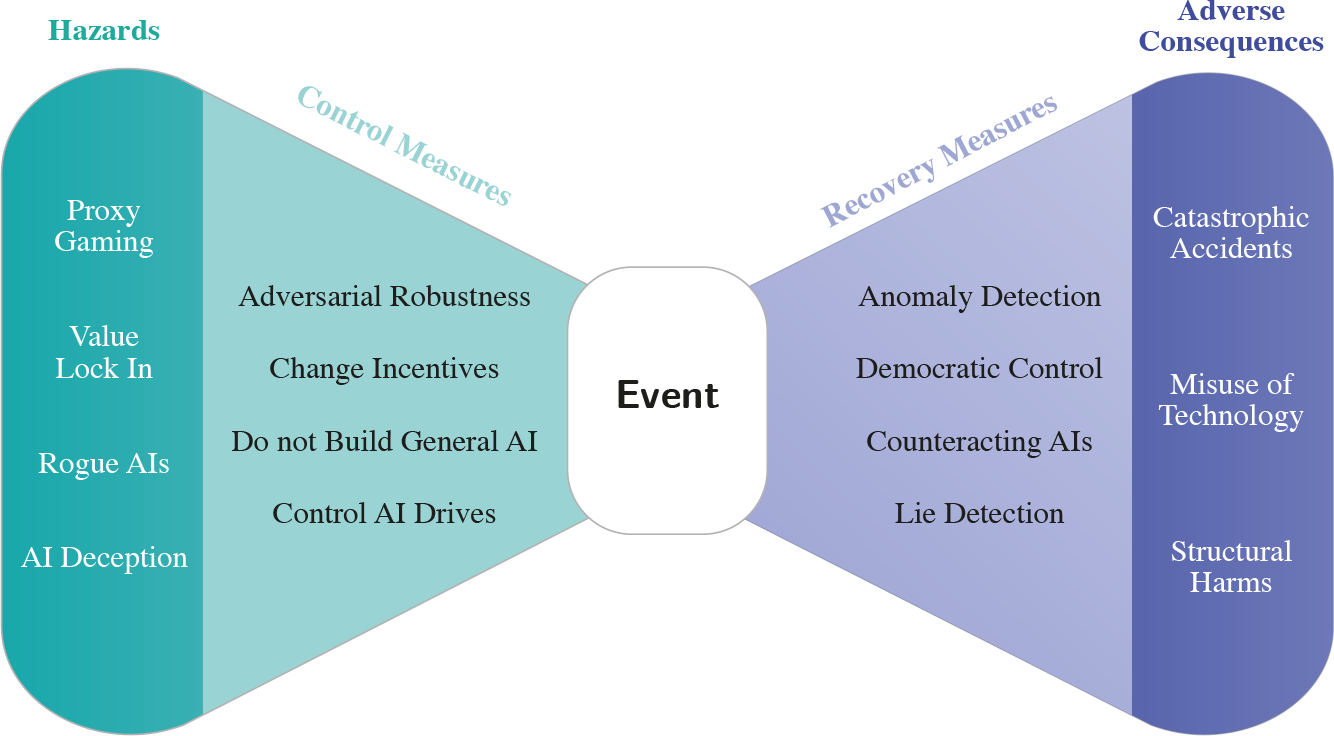 Hazards
Proxy
Gaming
Value
Lock In
Rogue AIs
AI Deception
Control Measures
Adversarial Robustness
Change Incentives
Do not Build General AI
Control AI Drives
Event
Recovery Measures
Anomaly Detection
Democratic Control
Counteracting AIs
Lie Detection
Adverse
Consequences
Catastrophic
Accidents
Misuse of
Technology
Structural
Harms